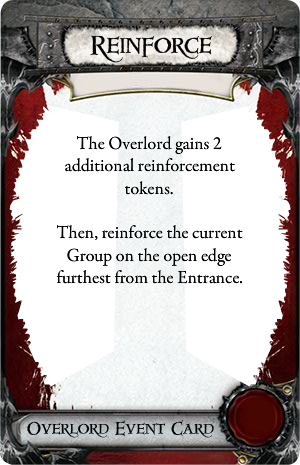 Reinforce
The Overlord gains 2
additional reinforcement
tokens.
Then, reinforce the current
Group on the open edge
furthest from the Entrance.
Overlord Event Card